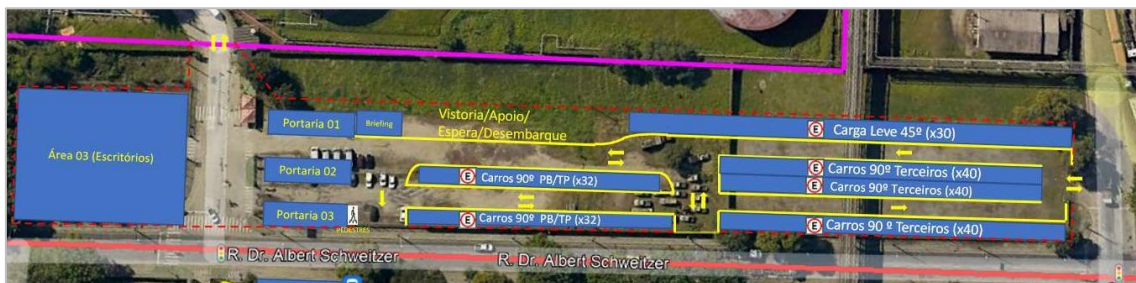 Área 03 (Escritórios)
Portaria 01
Briefing
Vistoria/Apoio/
Espera/Desembarque
E Carga Leve 45º (x30)
Portaria 02
E Carros 90º PB/TP (x32)
E Carros 90º Terceiros (x40)
E Carros 90º Terceiros (x40)
Portaria 03
PEDESTRES
E Carros 90º PB/TP (x32)
E Carros 90 º Terceiros (x40)
R. Dr. Albert Schweitzer
R. Dr. Albert Schweitzer